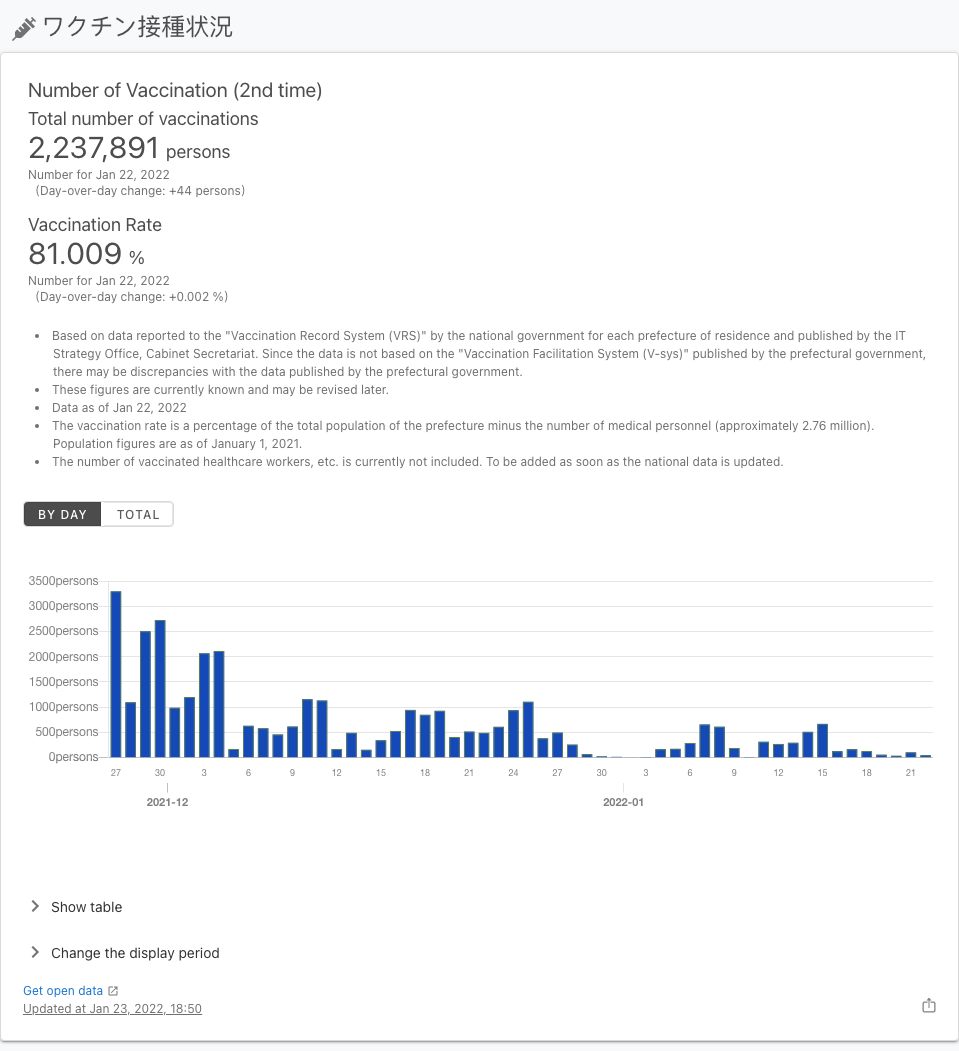 ワクチン接種状況
Number of Vaccination (2nd time)
Total number of vaccinations
2,237,891 persons
Number for Jan 22, 2022
(Day-over-day change: +44 persons)
Vaccination Rate
81.009 %
Number for Jan 22, 2022
(Day-over-day change: +0.002 %)
• Based on data reported to the "Vaccination Record System (VRS)" by the national government for each prefecture of residence and published by the IT
Strategy Office, Cabinet Secretariat. Since the data is not based on the "Vaccination Facilitation System (V-sys)" published by the prefectural government,
there may be discrepancies with the data published by the prefectural government.
• These figures are currently known and may be revised later.
• Data as of Jan 22, 2022
• The vaccination rate is a percentage of the total population of the prefecture minus the number of medical personnel (approximately 2.76 million).
Population figures are as of January 1, 2021.
• The number of vaccinated healthcare workers, etc. is currently not included. To be added as soon as the national data is updated.
BY DAY TOTAL
3500persons
3000persons
2500persons
2000persons
1500persons
1000persons
500persons
0persons
27 30 3 6 9 12 15 18 21 24 27 30 3 6 9 12 15 18 21
2021-12 2022-01
Show table
Change the display period
Get open data
Updated at Jan 23, 2022, 18:50